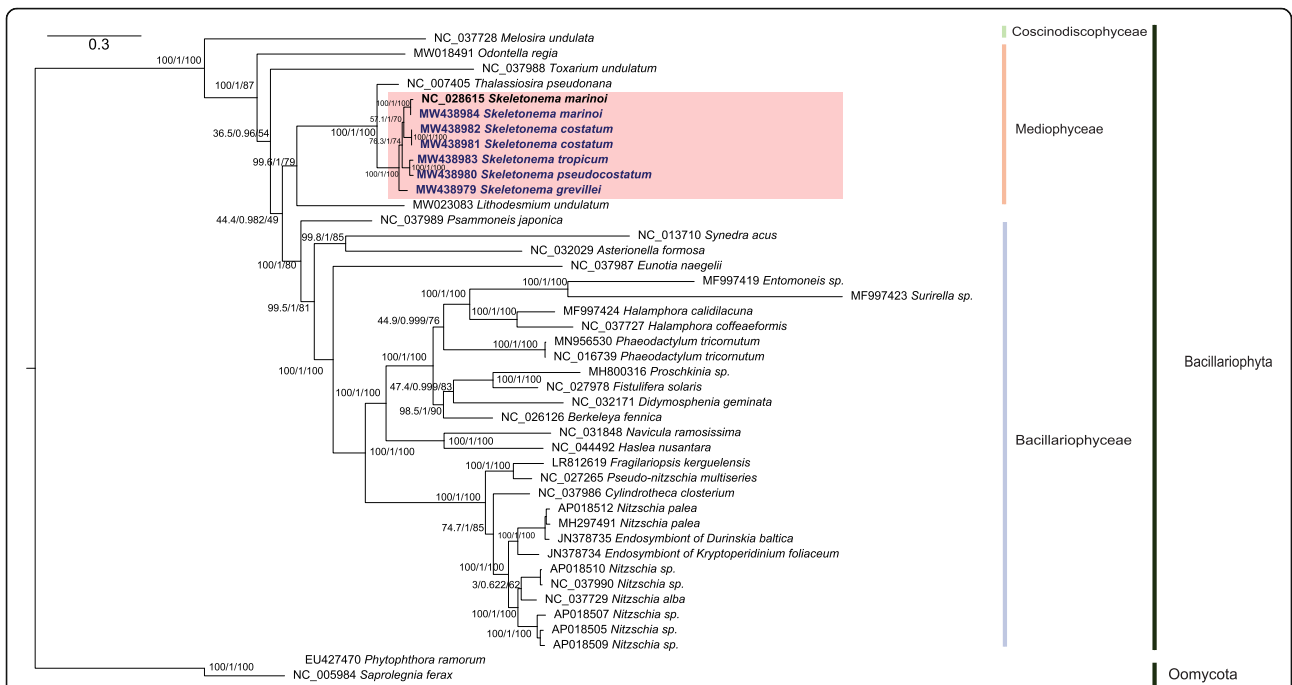 0.3
NC_037728 Melosira undulata
Coscinodiscophyceae
MW018491 Odontella regia
100/1/100
NC_037988 Toxarium undulatum
100/1/87
NC_007405 Thalassiosira pseudonana
NC_028615 Skeletonema marinoi
100/1/100
MW438984 Skeletonema marinoi
57.1/1/70
MW438982 Skeletonema costatum
Mediophyceae
36.5/0.96/54
100/1/100
100/1/100
76.3/1/74
MW438981 Skeletonema costatum
MW438983 Skeletonema tropicum
99.6/1/79
100/1/100
100/1/100
MW438980 Skeletonema pseudocostatum
MW438979 Skeletonema grevillei
MW023083 Lithodesmium undulatum
44.4/0.982/49
NC_037989 Psammoneis japonica
99.8/1/85
NC_013710 Synedra acus
NC_032029 Asterionella formosa
100/1/80
NC_037987 Eunotia naegelii
100/1/100
MF997419 Entomoneis sp.
100/1/100
MF997423 Surirella sp.
99.5/1/81
100/1/100
MF997424 Halamphora calidilacuna
44.9/0.999/76
NC_037727 Halamphora coffeaeformis
100/1/100
MN956530 Phaeodactylum tricornutum
NC_016739 Phaeodactylum tricornutum
Bacillariophyta
100/1/100
100/1/100
MH800316 Proschkinia sp.
100/1/100
47.4/0.999/83
NC_027978 Fistulifera solaris
100/1/100
NC_032171 Didymosphenia geminata
98.5/1/90
NC_026126 Berkeleya fennica
NC_031848 Navicula ramosissima
Bacillariophyceae
100/1/100
100/1/100
NC_044492 Haslea nusantara
100/1/100
LR812619 Fragilariopsis kerguelensis
NC_027265 Pseudo-nitzschia multiseries
100/1/100
NC_037986 Cylindrotheca closterium
AP018512 Nitzschia palea
74.7/1/85
MH297491 Nitzschia palea
100/1/100
JN378735 Endosymbiont of Durinskia baltica
JN378734 Endosymbiont of Kryptoperidinium foliaceum
100/1/100
AP018510 Nitzschia sp.
3/0.622/62
NC_037990 Nitzschia sp.
NC_037729 Nitzschia alba
100/1/100
AP018507 Nitzschia sp.
100/1/100
AP018505 Nitzschia sp.
AP018509 Nitzschia sp.
EU427470 Phytophthora ramorum
100/1/100
NC_005984 Saprolegnia ferax
Oomycota